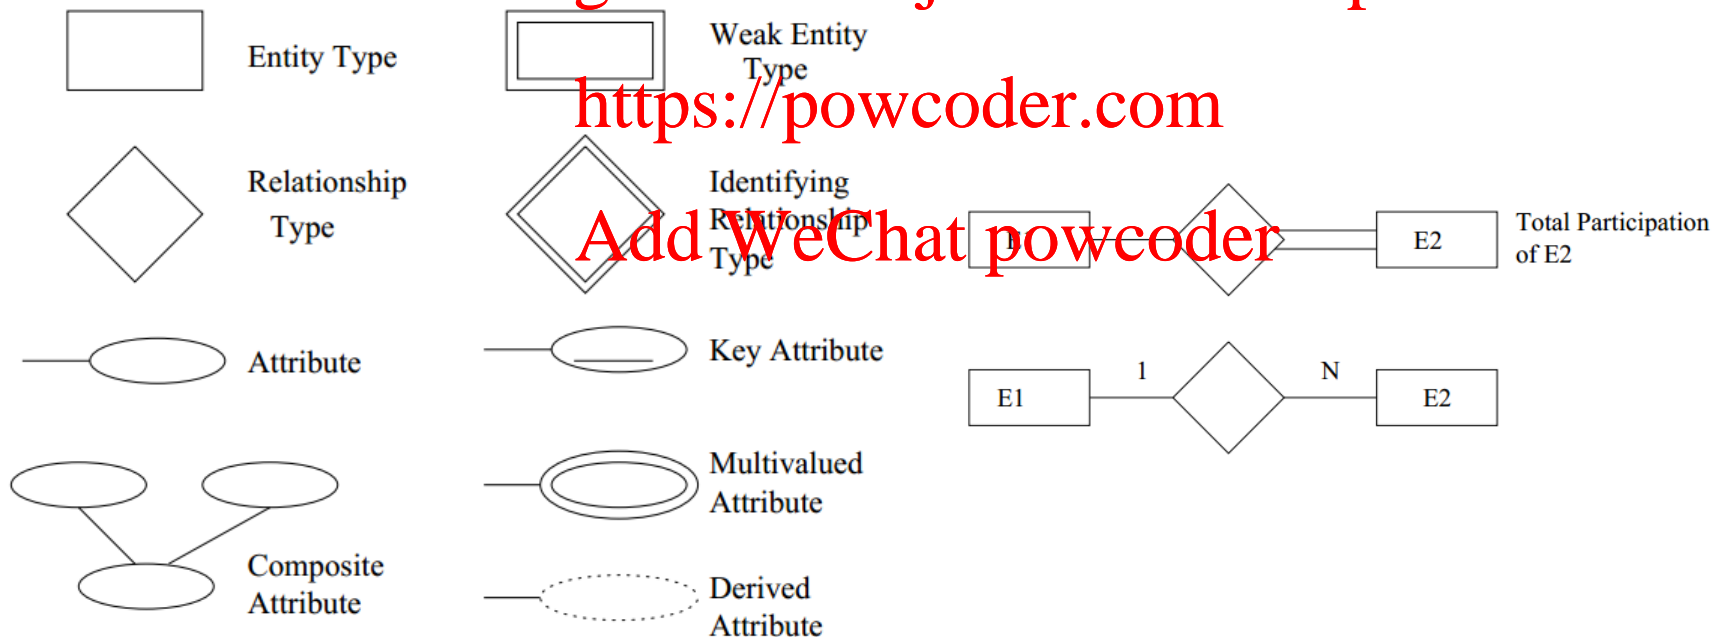 Entity Type
Weak Entity
Type
https://powcoder.com
Relationship
Type
Identifying
Relationship
Type
Add WeChat powcoder
E1
E2
Total Participation
of E2
Attribute
Key Attribute
E1
1
N
E2
Multivalued
Attribute
Composite
Attribute
Derived
Attribute